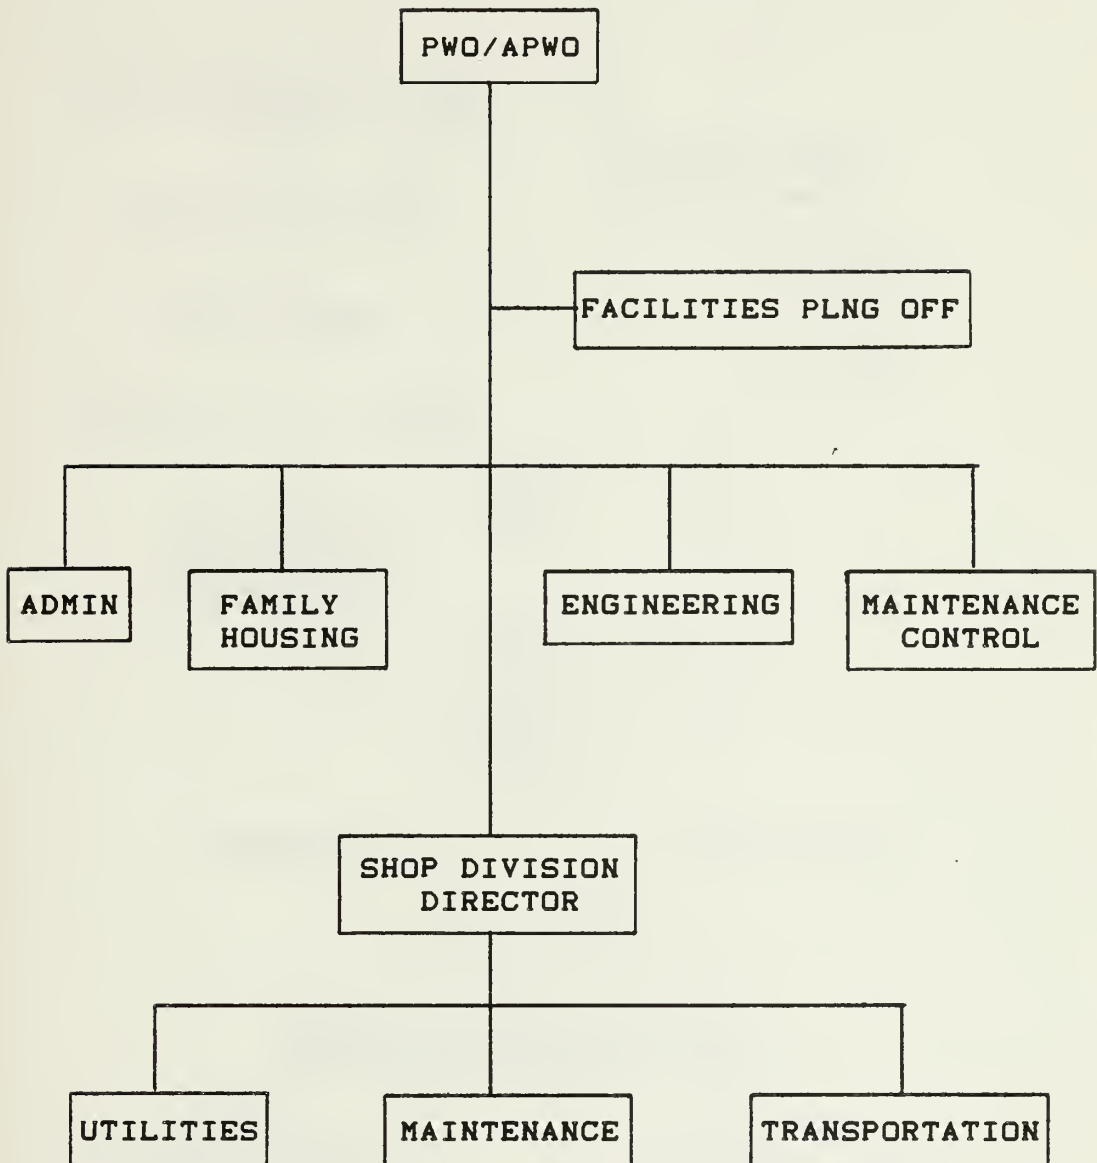 PWO/APWO
FACILITIES PLNG OFF
ADMIN
FAMILY
HOUSING
ENGINEERING
MAINTENANCE
CONTROL
SHOP DIVISION
DIRECTOR
UTILITIES
MAINTENANCE
TRANSPORTATION